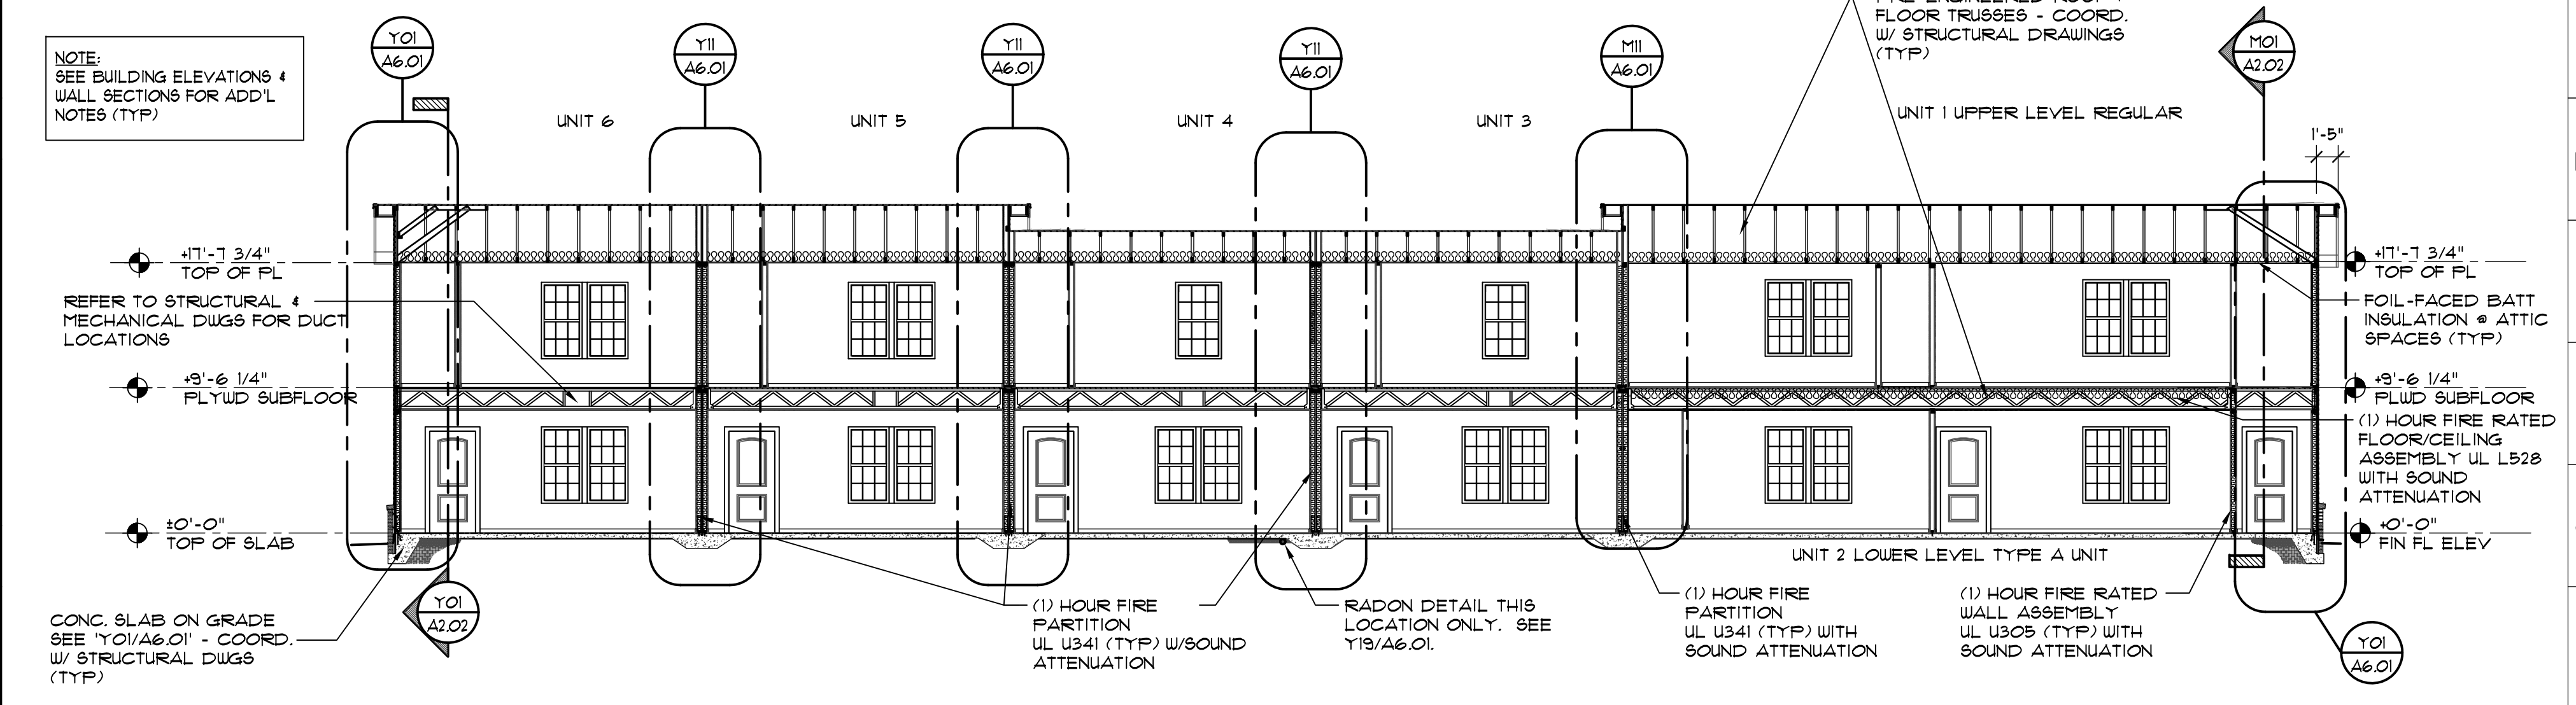 NOTE:
SEE BUILDING ELEVATIONS &
WALL SECTIONS FOR ADD'L
NOTES (TYP)
Y01
A6.01
Y11
A6.01
Y11
A6.01
Y11
A6.01
M11
A6.01
FLOOR TRUSSES - COORD.
W/ STRUCTURAL DRAWINGS
(TYP)
M01
A2.02
UNIT 6
UNIT 5
UNIT 4
UNIT 3
UNIT 1 UPPER LEVEL REGULAR
1'-5"
+17'-7 3/4"
TOP OF PL
REFER TO STRUCTURAL &
MECHANICAL DWGS FOR DUCT
LOCATIONS
+9'-6 1/4"
PLYWD SUBFLOOR
±0'-0"
TOP OF SLAB
CONC. SLAB ON GRADE
SEE 'Y01/A6.01' - COORD.
W/ STRUCTURAL DWGS
(TYP)
Y01
A2.02
(1) HOUR FIRE
PARTITION
UL U341 (TYP) W/SOUND
ATTENUATION
RADON DETAIL THIS
LOCATION ONLY. SEE
Y19/A6.01.
UNIT 2 LOWER LEVEL TYPE A UNIT
(1) HOUR FIRE
PARTITION
UL U341 (TYP) WITH
SOUND ATTENUATION
(1) HOUR FIRE RATED
WALL ASSEMBLY
UL U305 (TYP) WITH
SOUND ATTENUATION
+17'-7 3/4"
TOP OF PL
FOIL-FACED BATT
INSULATION @ ATTIC
SPACES (TYP)
+9'-6 1/4"
PLWD SUBFLOOR
(1) HOUR FIRE RATED
FLOOR/CEILING
ASSEMBLY UL L528
WITH SOUND
ATTENUATION
±0'-0"
FIN FL ELEV
Y01
A6.01